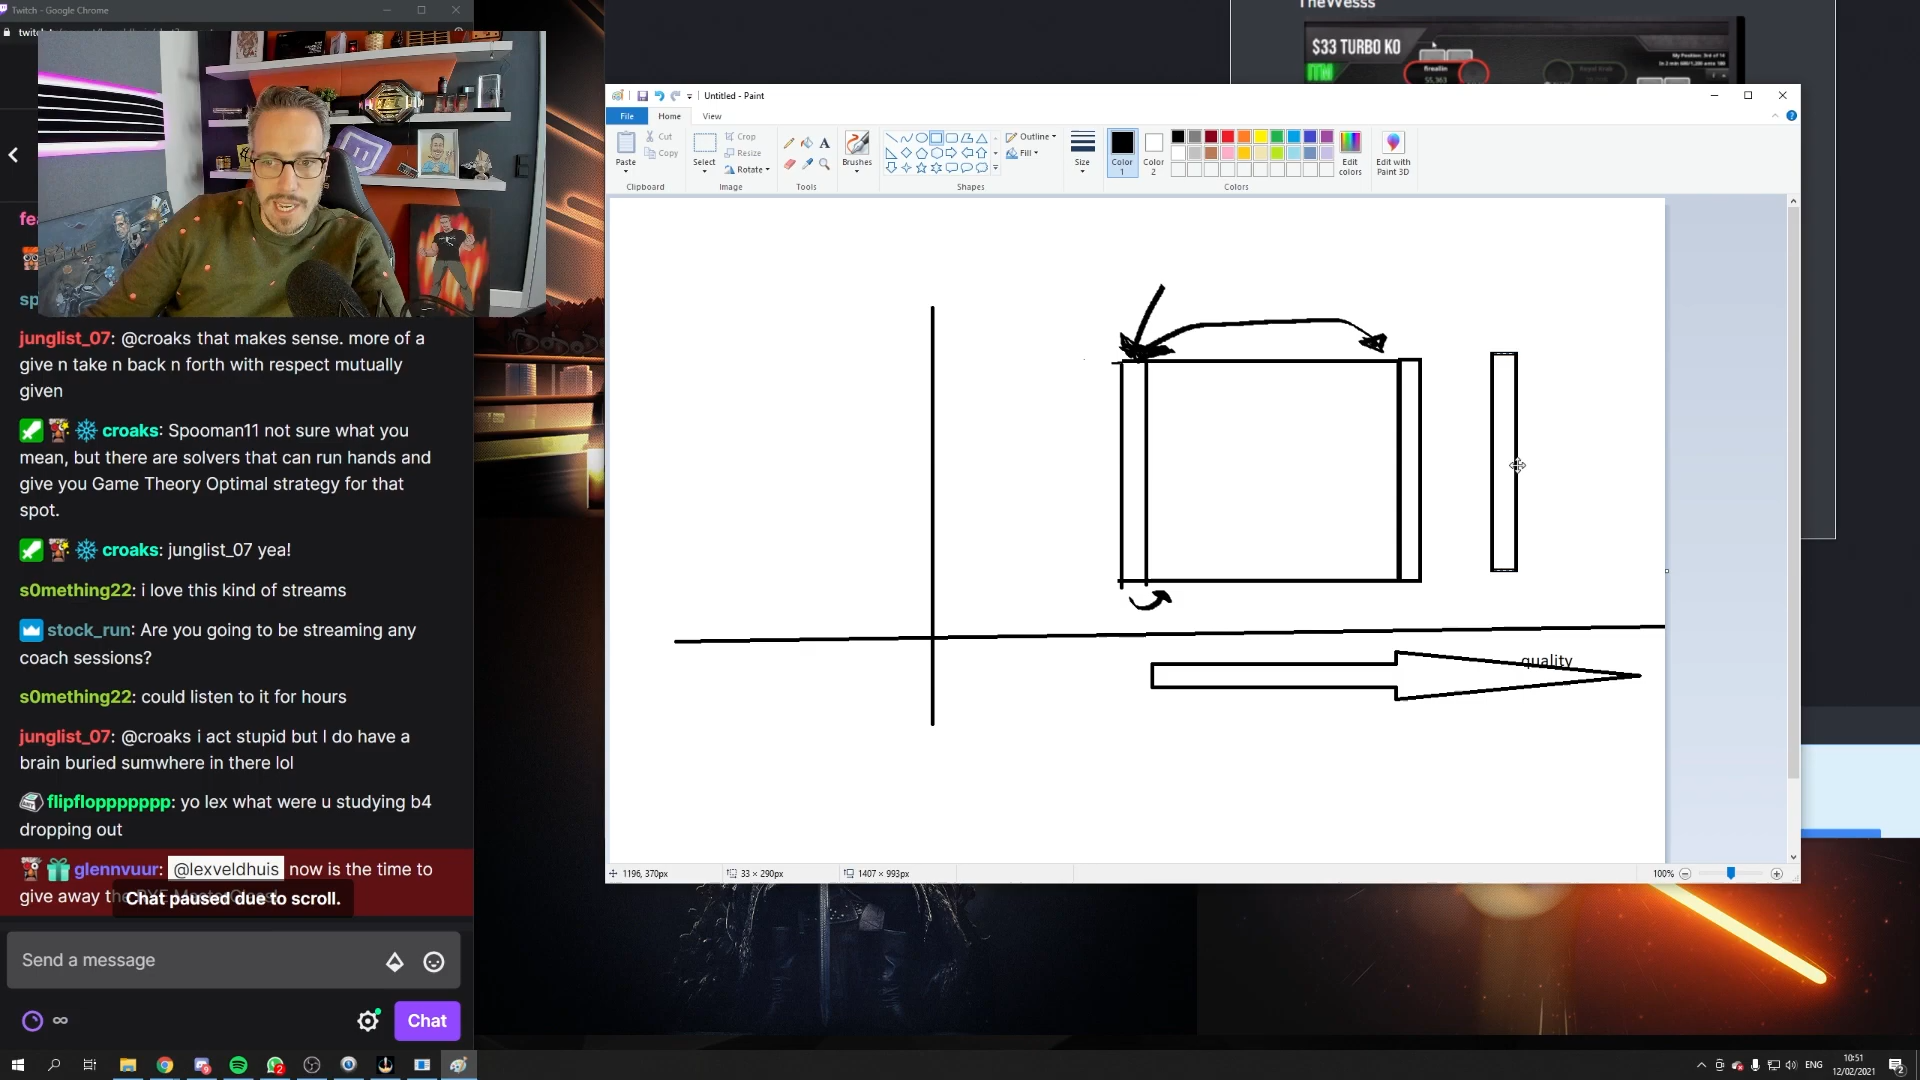 Twitch - Google Chrome
TheWesss
$33 TURBO KO
fireallin
Untitled - Paint
File
Home
View
Paste
Cut
Copy
Clipboard
Select
Crop
Resize
Rotate
Image
Tools
Brushes
Shapes
Outline
Fill
Size
Color
1
Color
2
Edit
colors
Colors
Edit with
Paint 3D
junglist_07: @croaks that makes sense. more of a
give n take n back n forth with respect mutually
given
croaks: Spooman11 not sure what you
mean, but there are solvers that can run hands and
give you Game Theory Optimal strategy for that
spot.
croaks: junglist_07 yea!
s0mething22: i love this kind of streams
stock_run: Are you going to be streaming any
coach sessions?
s0mething22: could listen to it for hours
junglist_07: @croaks i act stupid but I do have a
brain buried sumwhere in there lol
flipfloppppppp: yo lex what were u studying b4
dropping out
glennvuur: @lexveldhuis now is the time to
give away
Chat paused due to scroll.
Send a message
∞
Chat
quality
1196, 370px
33 × 290px
1407 × 993px
100%
ENG
10:51
12/02/2021